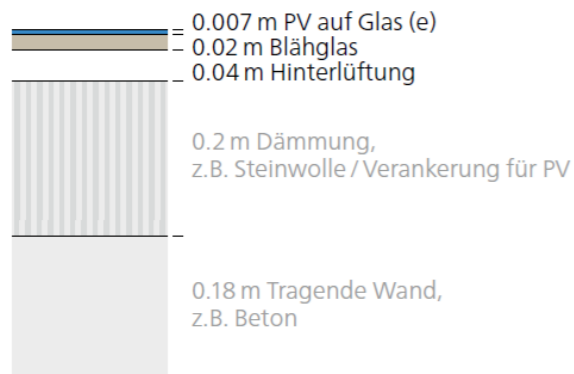 0.007 m PV auf Glas (e)
0.02 m Blähglas
0.04 m Hinterlüftung
0.2 m Dämmung,
z.B. Steinwolle / Verankerung für PV
0.18 m Tragende Wand,
z.B. Beton